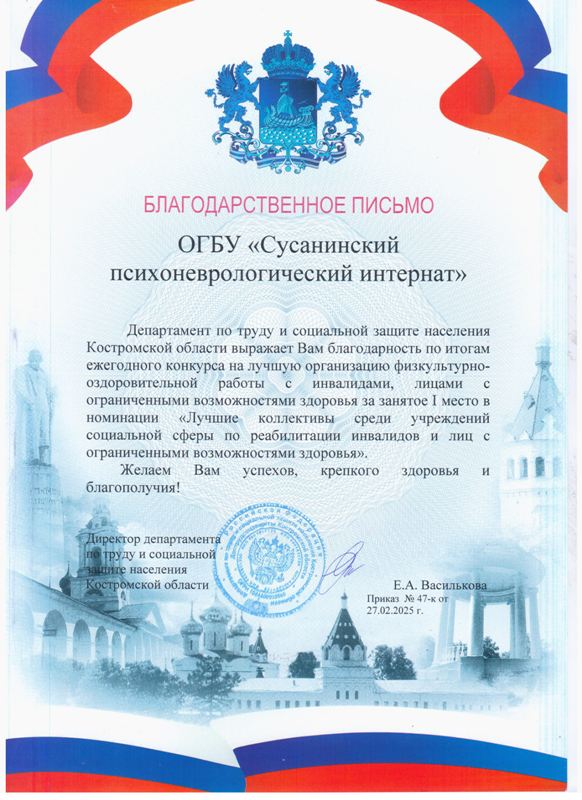 БЛАГОДАРСТВЕННОЕ ПИСЬМО
ОГБУ «Сусанинский
психоневрологический интернат»
Департамент по труду и социальной защите населения
Костромской области выражает Вам благодарность по итогам
ежегодного конкурса на лучшую организацию физкультурно-
оздоровительной работы с инвалидами, лицами с
ограниченными возможностями здоровья за занятое I место в
номинации «Лучшие коллективы среди учреждений
социальной сферы по реабилитации инвалидов и лиц с
ограниченными возможностями здоровья».
Желаем Вам успехов, крепкого здоровья и
благополучия!
Директор департамента
по труду и социальной
защите населения
Костромской области
Е.А. Василькова
Приказ № 47-к от
27.02.2025 г.